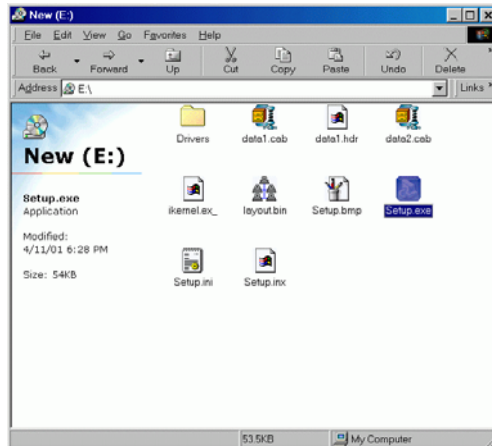 New (E:)
File Edit View Go Favorites Help
Back Forward Up Cut Copy Paste Undo Delete
Address E:\ Links
New (E:)
Drivers data1.cab data1.hdr data2.cab
Setup.exe
Application
ikernel.ex_ layout.bin Setup.bmp Setup.exe
Modified:
4/11/01 6:28 PM
Size: 54KB
Setup.ini Setup.inx
53.5KB My Computer